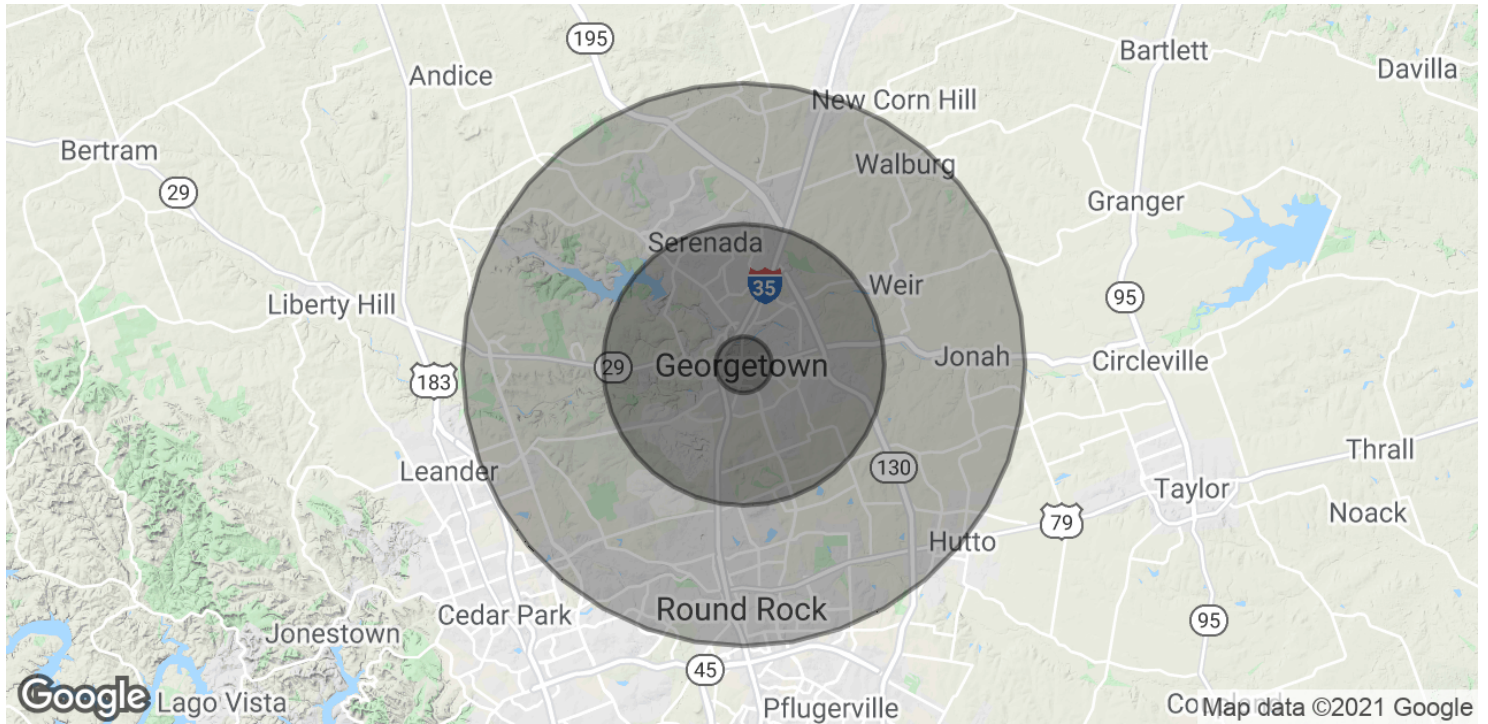 195
Andice
Bartlett
Davilla
New Corn Hill
Bertram
Walburg
29
Granger
Serenada
35
Weir
Liberty Hill
95
29
Georgetown
Jonah
Circleville
183
Leander
130
Thrall
Taylor
Noack
79
Hutto
Cedar Park
Round Rock
95
Jonestown
45
Google
Lago Vista
Pflugerville
Map data ©2021 Google